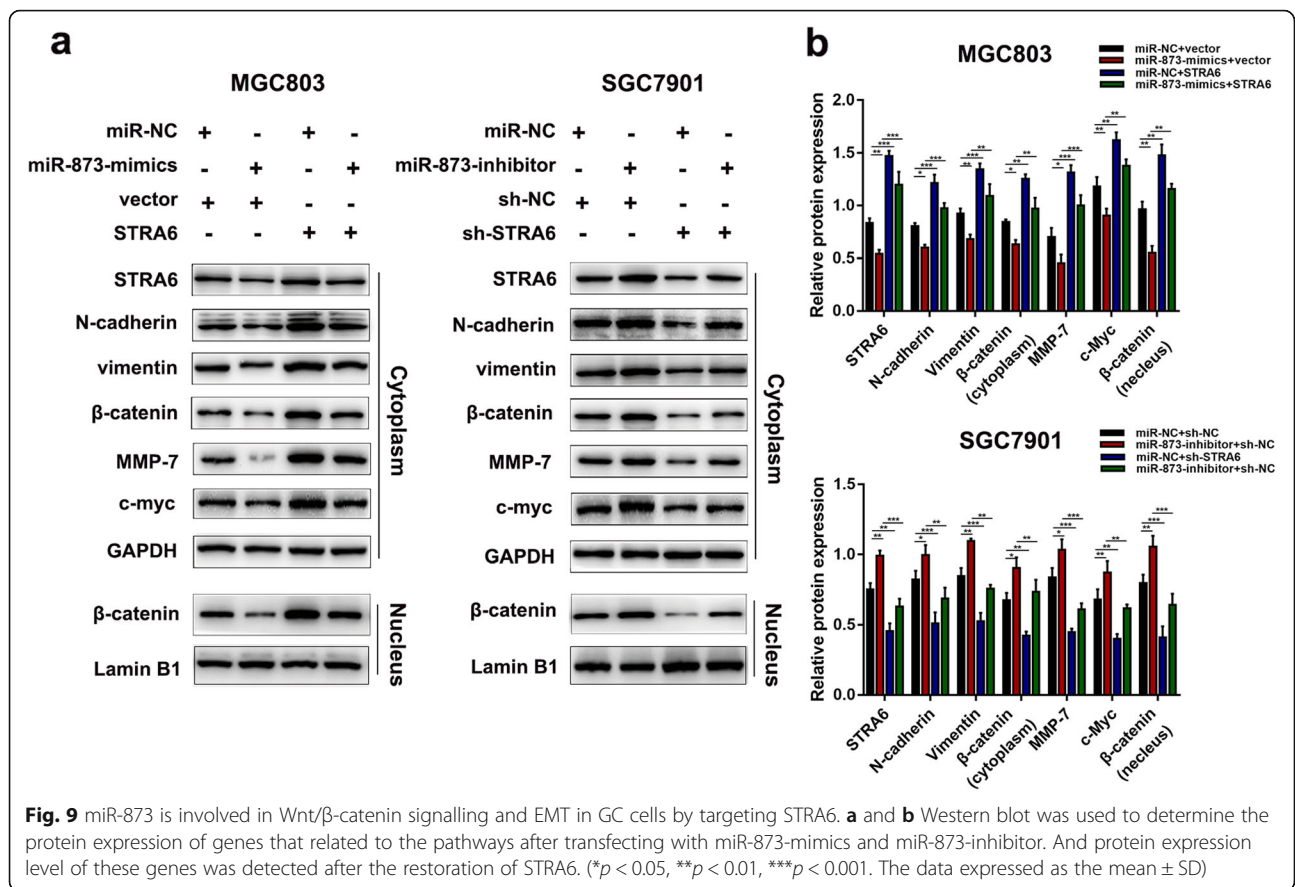 a
MGC803
miR-NC + - + -
miR-873-mimics - + - +
vector + + - -
STRA6 - - + +
STRA6
N-cadherin
vimentin
β-catenin
MMP-7
c-myc
GAPDH
Cytoplasm
β-catenin
Lamin B1
Nucleus
SGC7901
miR-NC + - + -
miR-873-inhibitor - + - +
sh-NC + + - -
sh-STRA6 - - + +
STRA6
N-cadherin
vimentin
β-catenin
MMP-7
c-myc
GAPDH
Cytoplasm
β-catenin
Lamin B1
Nucleus
b
MGC803
miR-NC+vector
miR-873-mimics+vector
miR-NC+STRA6
miR-873-mimics+STRA6
Relative protein expression
2.0
1.5
1.0
0.5
0.0
** *** ***
* *** ***
** *** **
* ** **
* *** ***
** ** **
** ** **
STRA6
N-cadherin
Vimentin
β-catenin
(cytoplasm)
MMP-7
c-Myc
β-catenin
(necleus)
SGC7901
miR-NC+sh-NC
miR-873-inhibitor+sh-NC
miR-NC+sh-STRA6
miR-873-inhibitor+sh-NC
Relative protein expression
1.5
1.0
0.5
0.0
** ** ***
* *** **
** *** **
* ** **
* *** ***
** ** **
** *** ***
STRA6
N-cadherin
Vimentin
β-catenin
(cytoplasm)
MMP-7
c-Myc
β-catenin
(necleus)
Fig. 9 miR-873 is involved in Wnt/β-catenin signalling and EMT in GC cells by targeting STRA6. a and b Western blot was used to determine the
protein expression of genes that related to the pathways after transfecting with miR-873-mimics and miR-873-inhibitor. And protein expression
level of these genes was detected after the restoration of STRA6. (*p < 0.05, **p < 0.01, ***p < 0.001. The data expressed as the mean ± SD)